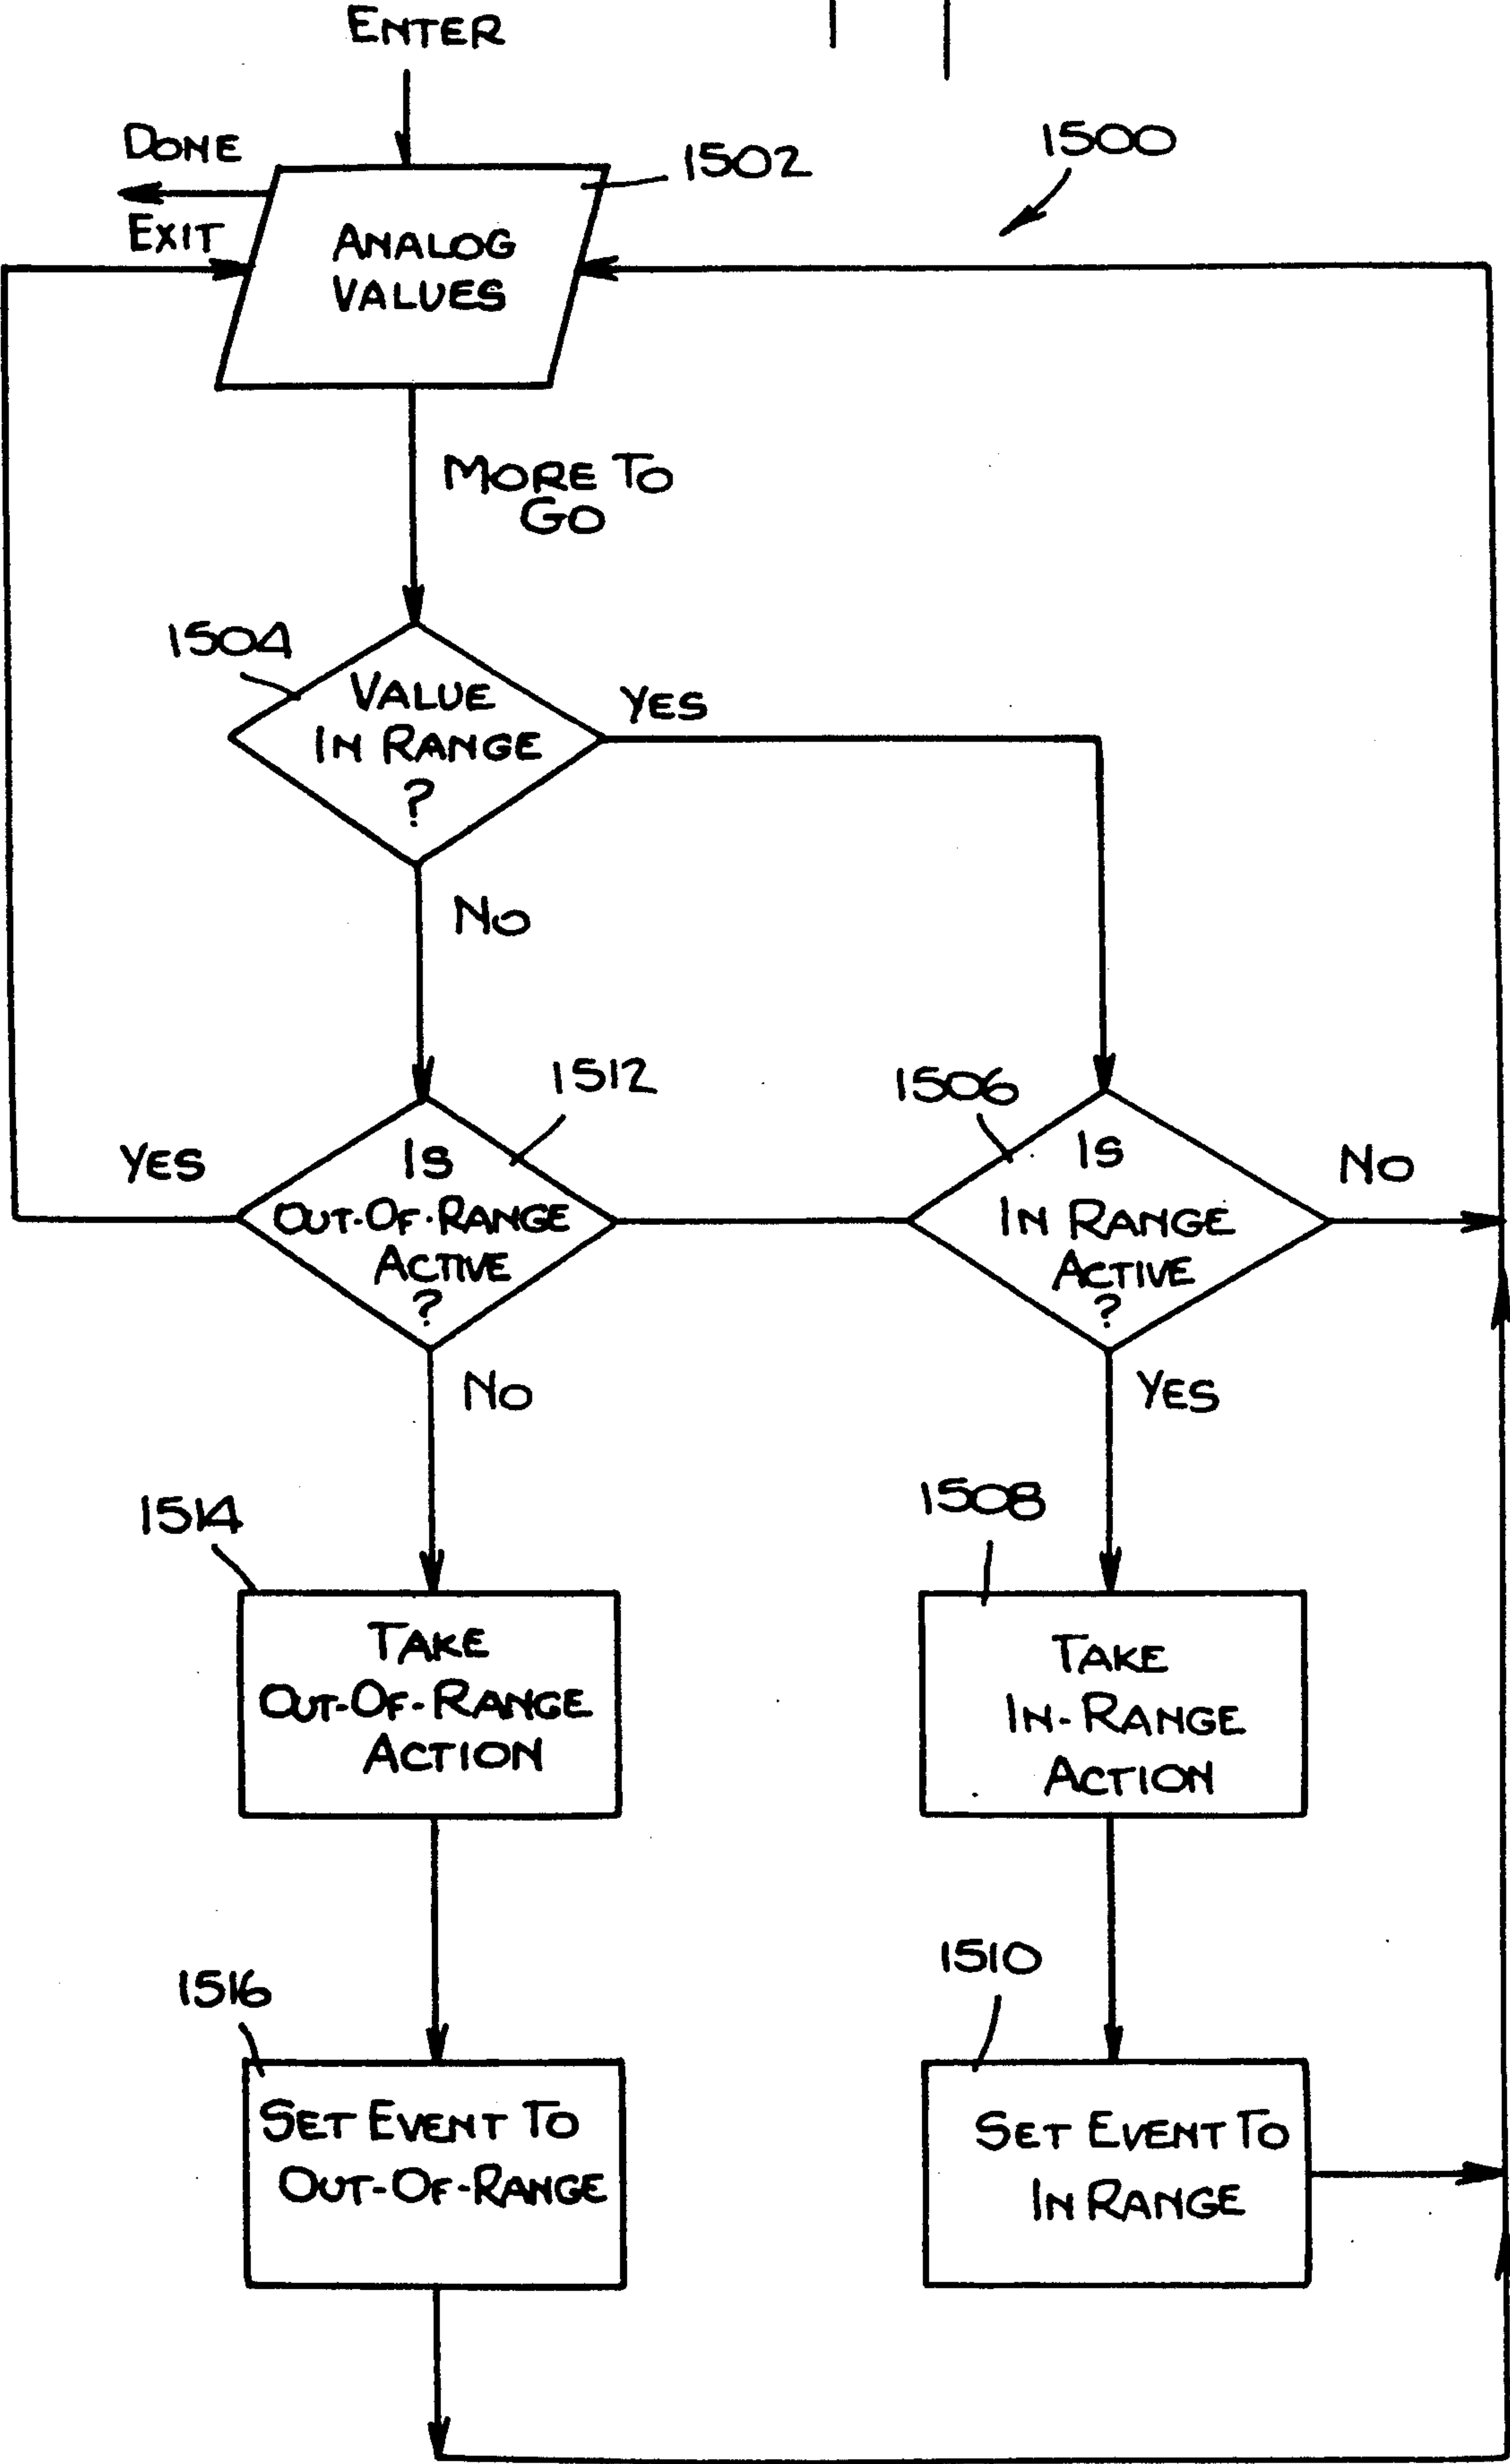 ENTER
DONE
1502
1500
EXIT
ANALOG
VALUES
MORE TO
GO
1504
VALUE
IN RANGE
?
YES
NO
1512
1506
YES
IS
OUT-OF-RANGE
ACTIVE
?
IS
IN RANGE
ACTIVE
?
NO
NO
YES
1514
1508
TAKE
OUT-OF-RANGE
ACTION
TAKE
IN-RANGE
ACTION
1516
1510
SET EVENT TO
OUT-OF-RANGE
SET EVENT TO
IN RANGE